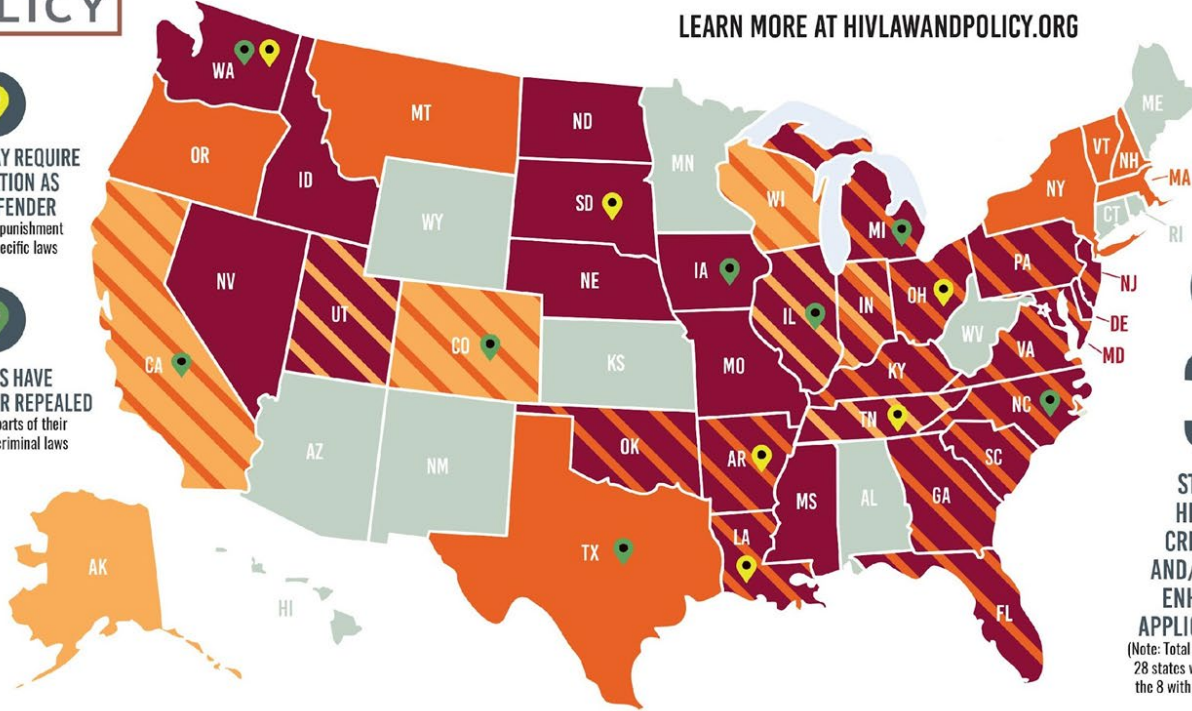 LICY
LEARN MORE AT HIVLAWANDPOLICY.ORG
AY REQUIRE
TION AS
FENDER
punishment
ecific laws
S HAVE
R REPEALED
parts of their
criminal laws
WA
MT
ND
MN
ME
OR
ID
SD
WI
VT
NH
NY
MA
WY
MI
CT
RI
NV
IA
NE
PA
NJ
UT
CO
IL
IN
OH
DE
CA
KS
MO
WV
VA
MD
KY
NC
TN
AZ
NM
OK
AR
SC
MS
AL
GA
TX
LA
AK
HI
FL
ST
HI
CRI
AND/
ENH
APPLIC
(Note: Total
28 states w
the 8 with